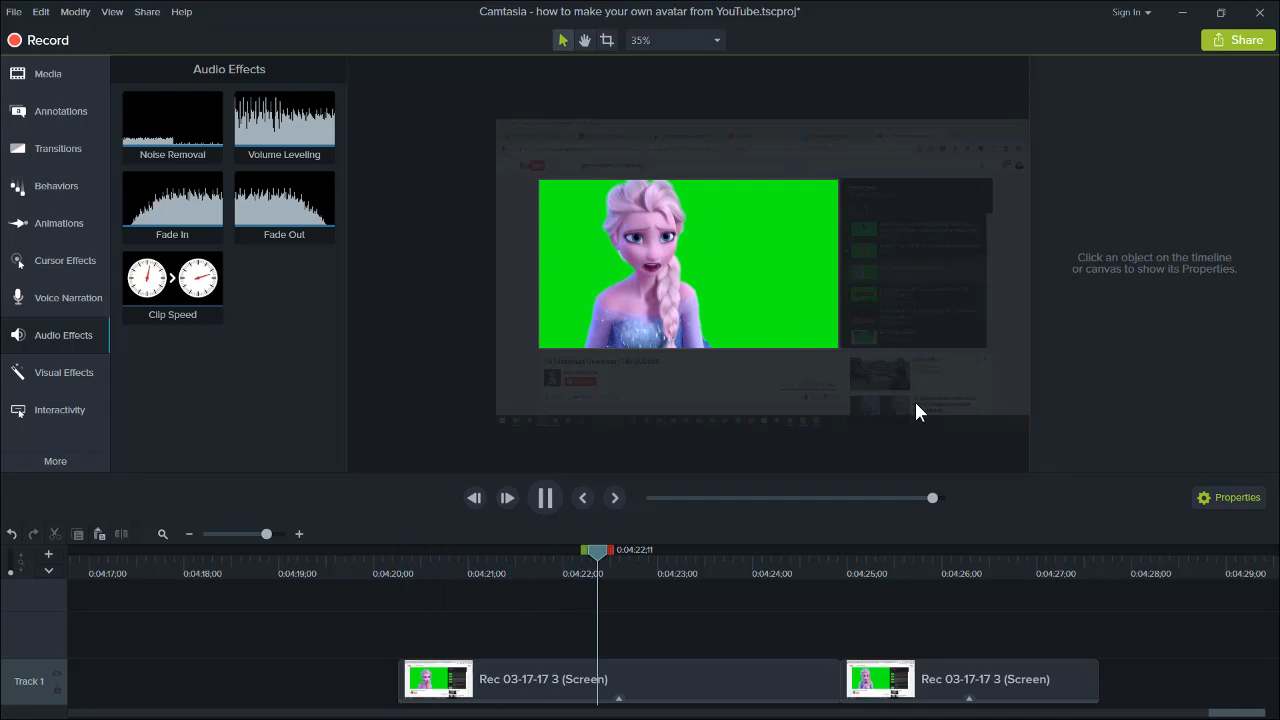 File Edit Modify View Share Help
Camtasia - how to make your own avatar from YouTube.tscproj*
Sign In
Record
35%
Share
Media
Annotations
Transitions
Behaviors
Animations
Cursor Effects
Voice Narration
Audio Effects
Visual Effects
Interactivity
More
Audio Effects
Noise Removal
Volume Leveling
Fade In
Fade Out
Clip Speed
Click an object on the timeline
or canvas to show its Properties.
Properties
0:04:22;11
0:04:17;00 0:04:18;00 0:04:19;00 0:04:20;00 0:04:21;00 0:04:22;00 0:04:23;00 0:04:24;00 0:04:25;00 0:04:26;00 0:04:27;00 0:04:28;00 0:04:29;00
Track 1
Rec 03-17-17 3 (Screen)
Rec 03-17-17 3 (Screen)